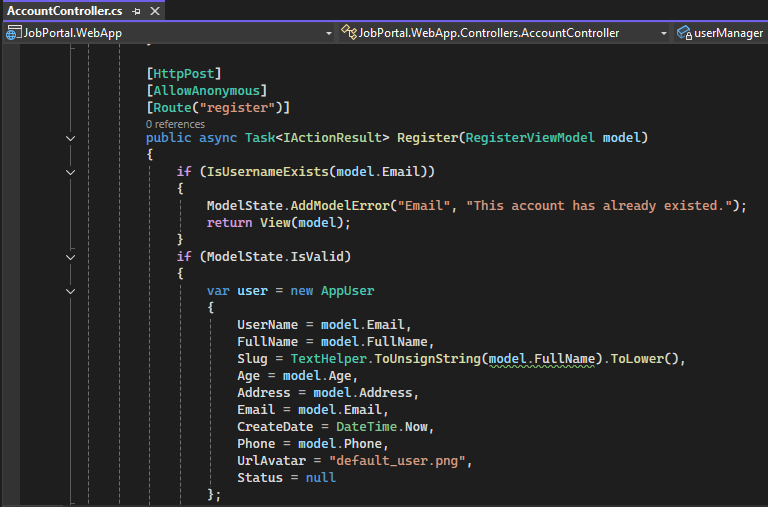 AccountController.cs
JobPortal.WebApp JobPortal.WebApp.Controllers.AccountController userManager
[HttpPost]
[AllowAnonymous]
[Route("register")]
0 references
public async Task<IActionResult> Register(RegisterViewModel model)
{
if (IsUsernameExists(model.Email))
{
ModelState.AddModelError("Email", "This account has already existed.");
return View(model);
}
if (ModelState.IsValid)
{
var user = new AppUser
{
UserName = model.Email,
FullName = model.FullName,
Slug = TextHelper.ToUnsignString(model.FullName).ToLower(),
Age = model.Age,
Address = model.Address,
Email = model.Email,
CreateDate = DateTime.Now,
Phone = model.Phone,
UrlAvatar = "default_user.png",
Status = null
};